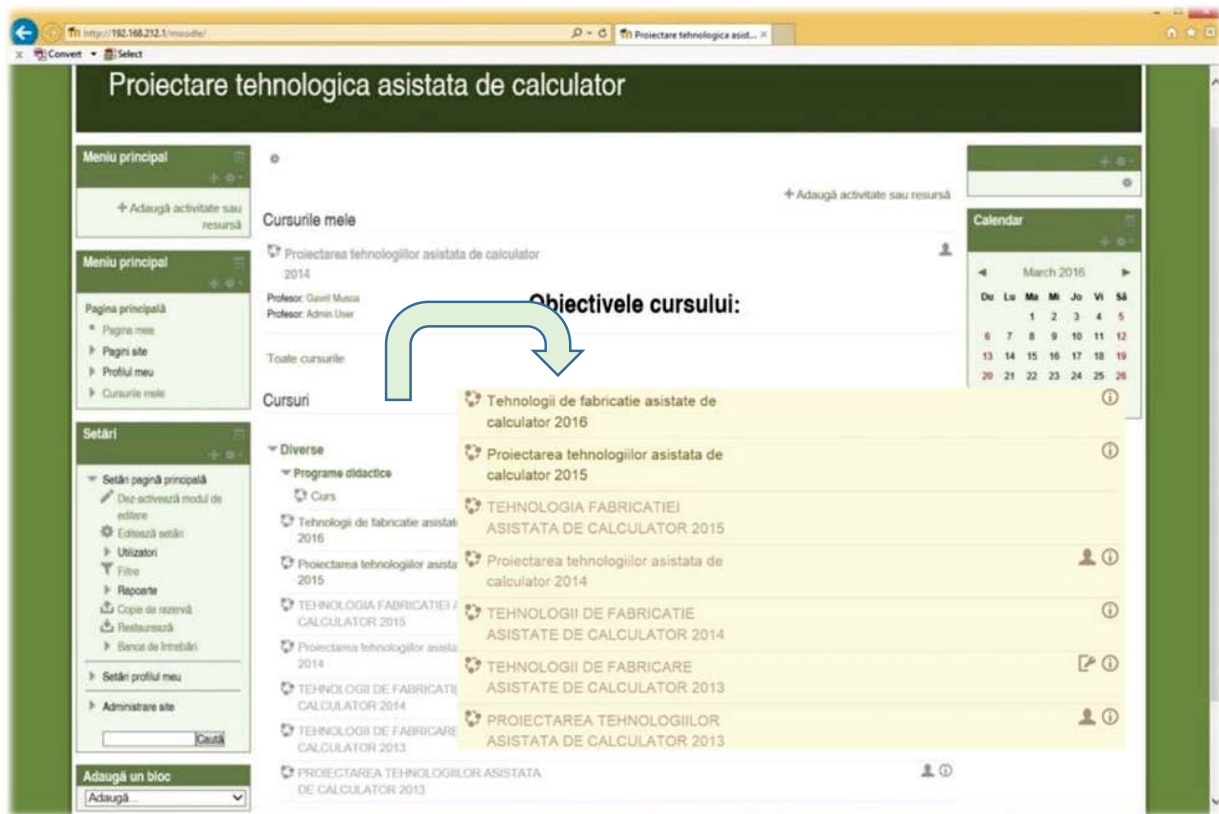 http://192.168.212.1/moodle/
Proiectare tehnologica asist...
x Convert Select
Proiectare tehnologica asistata de calculator
Meniu principal
+ Adaugă activitate sau
resursă
Meniu principal
Pagina principală
Pagina mea
Pagini site
Profilul meu
Cursurile mele
Setări
Setări pagină principală
Dez-activează modul de
editare
Editează setări
Utilizatori
Filtre
Rapoarte
Copie de rezervă
Restaurează
Banca de întrebări
Setări profilul meu
Administrare site
Caută
Adaugă un bloc
Adaugă...
+ Adaugă activitate sau resursă
Cursurile mele
Proiectarea tehnologiilor asistata de calculator
2014
Profesor: Gavril Musca
Profesor: Admin User
Obiectivele cursului:
Toate cursurile
Cursuri
Diverse
Programe didactice
Curs
Tehnologii de fabricatie asistat
2016
Proiectarea tehnologiilor asista
2015
TEHNOLOGIA FABRICATIEI A
CALCULATOR 2015
Proiectarea tehnologiilor asista
2014
TEHNOLOGII DE FABRICATIE
CALCULATOR 2014
TEHNOLOGII DE FABRICARE
CALCULATOR 2013
PROIECTAREA TEHNOLOGIILOR ASISTATA
DE CALCULATOR 2013
Tehnologii de fabricatie asistate de
calculator 2016
Proiectarea tehnologiilor asistata de
calculator 2015
TEHNOLOGIA FABRICATIEI
ASISTATA DE CALCULATOR 2015
Proiectarea tehnologiilor asistata de
calculator 2014
TEHNOLOGII DE FABRICATIE
ASISTATE DE CALCULATOR 2014
TEHNOLOGII DE FABRICARE
ASISTATE DE CALCULATOR 2013
PROIECTAREA TEHNOLOGIILOR
ASISTATA DE CALCULATOR 2013
Calendar
March 2016
Du Lu Ma Mi Jo Vi Sâ
1 2 3 4 5
6 7 8 9 10 11 12
13 14 15 16 17 18 19
20 21 22 23 24 25 26